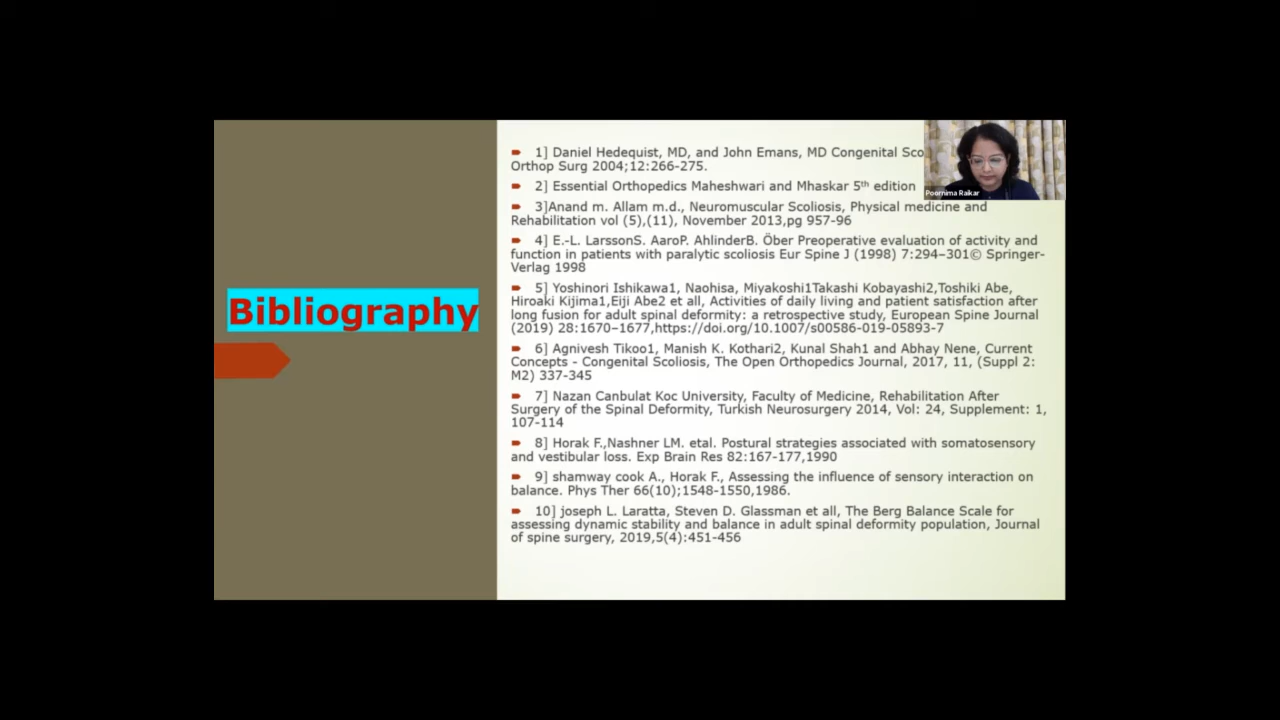 Bibliography
1] Daniel Hedequist, MD, and John Emans, MD Congenital
Orthop Surg 2004;12:266-275.
2] Essential Orthopedics Maheshwari and Mhaskar 5th edition
3]Anand m. Allam m.d., Neuromuscular Scoliosis, Physical medicine and
Rehabilitation vol (5),(11), November 2013,pg 957-96
4] E.-L. LarssonS. AaroP. AhlinderB. Öber Preoperative evaluation of activity and
function in patients with paralytic scoliosis Eur Spine J (1998) 7:294–301© Springer-
Verlag 1998
5] Yoshinori Ishikawa1, Naohisa, Miyakoshi1Takashi Kobayashi2,Toshiki Abe,
Hiroaki Kijima1,Eiji Abe2 et all, Activities of daily living and patient satisfaction after
long fusion for adult spinal deformity: a retrospective study, European Spine Journal
(2019) 28:1670–1677,https://doi.org/10.1007/s00586-019-05893-7
6] Agnivesh Tikoo1, Manish K. Kothari2, Kunal Shah1 and Abhay Nene, Current
Concepts - Congenital Scoliosis, The Open Orthopedics Journal, 2017, 11, (Suppl 2:
M2) 337-345
7] Nazan Canbulat Koc University, Faculty of Medicine, Rehabilitation After
Surgery of the Spinal Deformity, Turkish Neurosurgery 2014, Vol: 24, Supplement: 1,
107-114
8] Horak F.,Nashner LM. etal. Postural strategies associated with somatosensory
and vestibular loss. Exp Brain Res 82:167-177,1990
9] shamway cook A., Horak F., Assessing the influence of sensory interaction on
balance. Phys Ther 66(10);1548-1550,1986.
10] joseph L. Laratta, Steven D. Glassman et all, The Berg Balance Scale for
assessing dynamic stability and balance in adult spinal deformity population, Journal
of spine surgery, 2019,5(4):451-456
Poornima Raikar